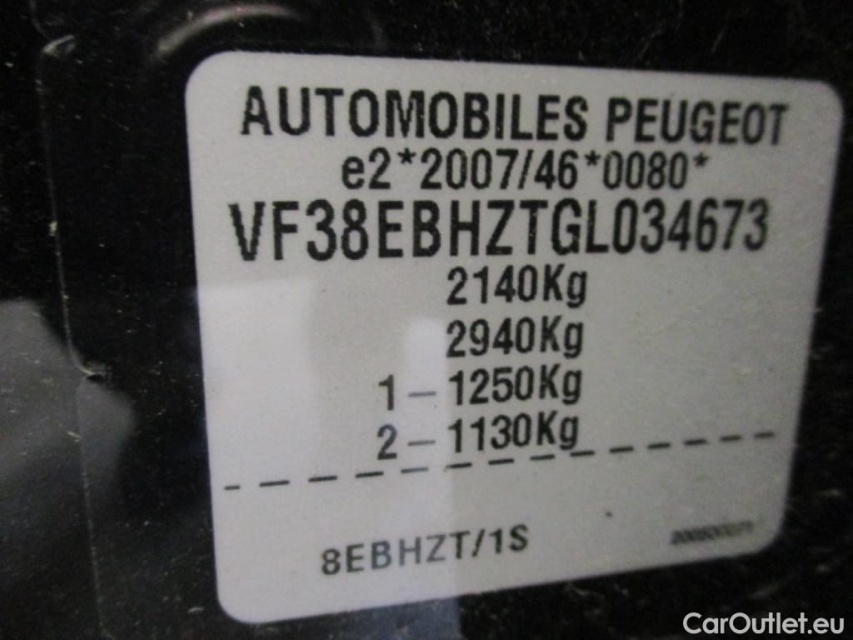 AUTOMOBILES PEUGEOT
e2*2007/46*0080*
VF38EBHZTGL034673
2140Kg
2940Kg
1-1250Kg
2-1130Kg
8EBHZT/1S
CarOutlet.eu